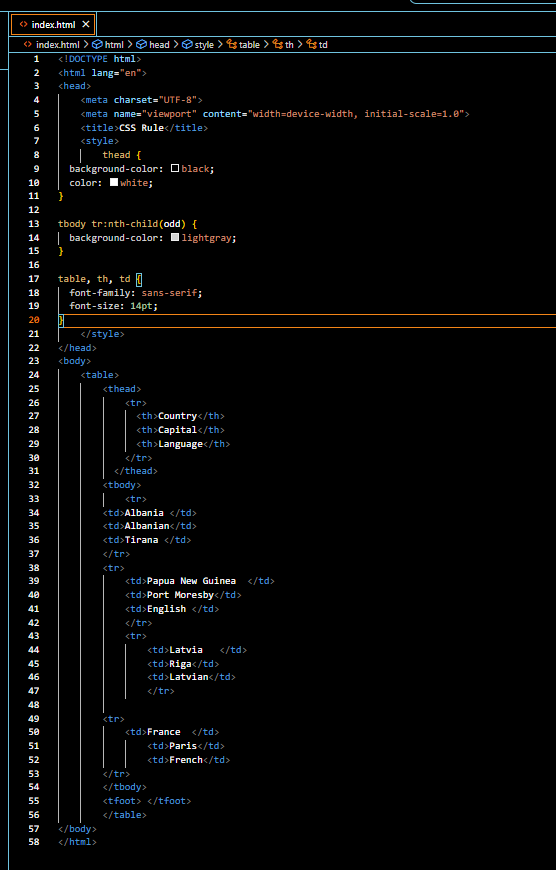 index.html
index.html > html > head > style > table > th > td
1 <!DOCTYPE html>
2 <html lang="en">
3 <head>
4     <meta charset="UTF-8">
5     <meta name="viewport" content="width=device-width, initial-scale=1.0">
6     <title>CSS Rule</title>
7     <style>
8         thead {
9   background-color: black;
10   color: white;
11 }
12
13 tbody tr:nth-child(odd) {
14   background-color: lightgray;
15 }
16
17 table, th, td {
18   font-family: sans-serif;
19   font-size: 14pt;
20 }
21     </style>
22 </head>
23 <body>
24     <table>
25         <thead>
26             <tr>
27               <th>Country</th>
28               <th>Capital</th>
29               <th>Language</th>
30             </tr>
31           </thead>
32         <tbody>
33             <tr>
34         <td>Albania </td>
35         <td>Albanian</td>
36         <td>Tirana </td>
37         </tr>
38         <tr>
39             <td>Papua New Guinea  </td>
40             <td>Port Moresby</td>
41             <td>English </td>
42             </tr>
43             <tr>
44                 <td>Latvia   </td>
45                 <td>Riga</td>
46                 <td>Latvian</td>
47                 </tr>
48
49         <tr>
50             <td>France  </td>
51                 <td>Paris</td>
52                 <td>French</td>
53         </tr>
54         </tbody>
55         <tfoot> </tfoot>
56         </table>
57 </body>
58 </html>